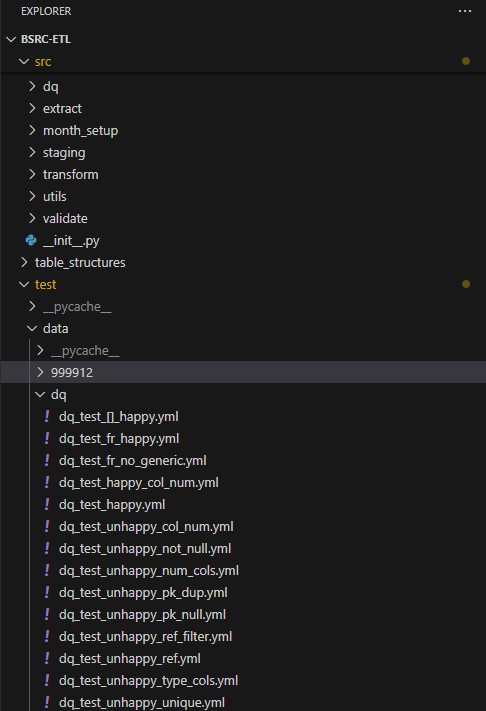 EXPLORER
BSRC-ETL
src
dq
extract
month_setup
staging
transform
utils
validate
__init__.py
table_structures
test
__pycache__
data
__pycache__
999912
dq
dq_test_[]_happy.yml
dq_test_fr_happy.yml
dq_test_fr_no_generic.yml
dq_test_happy_col_num.yml
dq_test_happy.yml
dq_test_unhappy_col_num.yml
dq_test_unhappy_not_null.yml
dq_test_unhappy_num_cols.yml
dq_test_unhappy_pk_dup.yml
dq_test_unhappy_pk_null.yml
dq_test_unhappy_ref_filter.yml
dq_test_unhappy_ref.yml
dq_test_unhappy_type_cols.yml
dq_test_unhappy_unique.yml